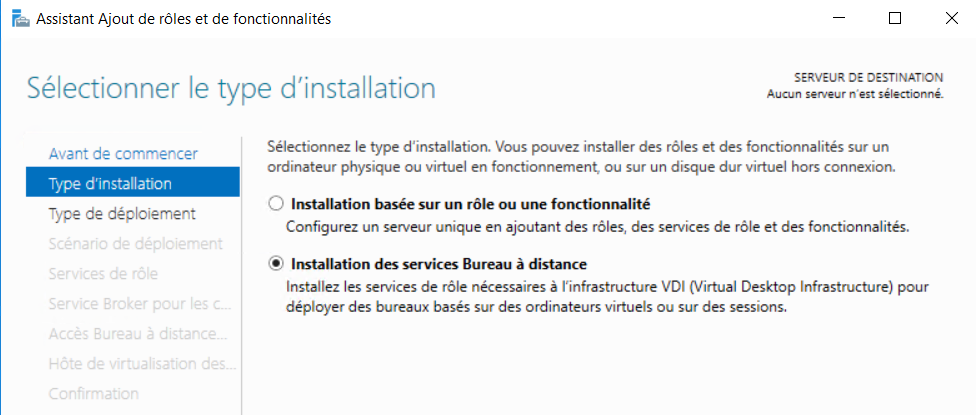 Assistant Ajout de rôles et de fonctionnalités
Sélectionner le type d'installation
SERVEUR DE DESTINATION
Aucun serveur n'est sélectionné.
Avant de commencer
Type d'installation
Type de déploiement
Scénario de déploiement
Services de rôle
Service Broker pour les c...
Accès Bureau à distance...
Hôte de virtualisation des...
Confirmation
Sélectionnez le type d'installation. Vous pouvez installer des rôles et des fonctionnalités sur un
ordinateur physique ou virtuel en fonctionnement, ou sur un disque dur virtuel hors connexion.
Installation basée sur un rôle ou une fonctionnalité
Configurez un serveur unique en ajoutant des rôles, des services de rôle et des fonctionnalités.
Installation des services Bureau à distance
Installez les services de rôle nécessaires à l'infrastructure VDI (Virtual Desktop Infrastructure) pour
déployer des bureaux basés sur des ordinateurs virtuels ou sur des sessions.